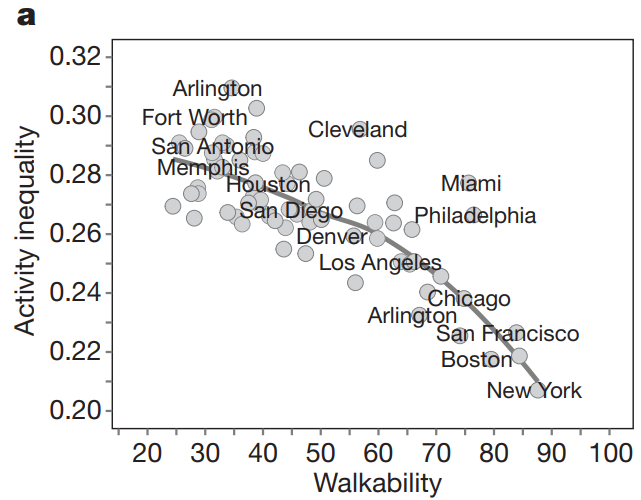 a
0.32
Arlington
0.30
Fort Worth
Cleveland
San Antonio
0.28
Memphis
Houston
Miami
San Diego
Philadelphia
0.26
Denver
Los Angeles
0.24
Chicago
Arlington
San Francisco
0.22
Boston
New York
0.20
Activity inequality
20 30 40 50 60 70 80 90 100
Walkability